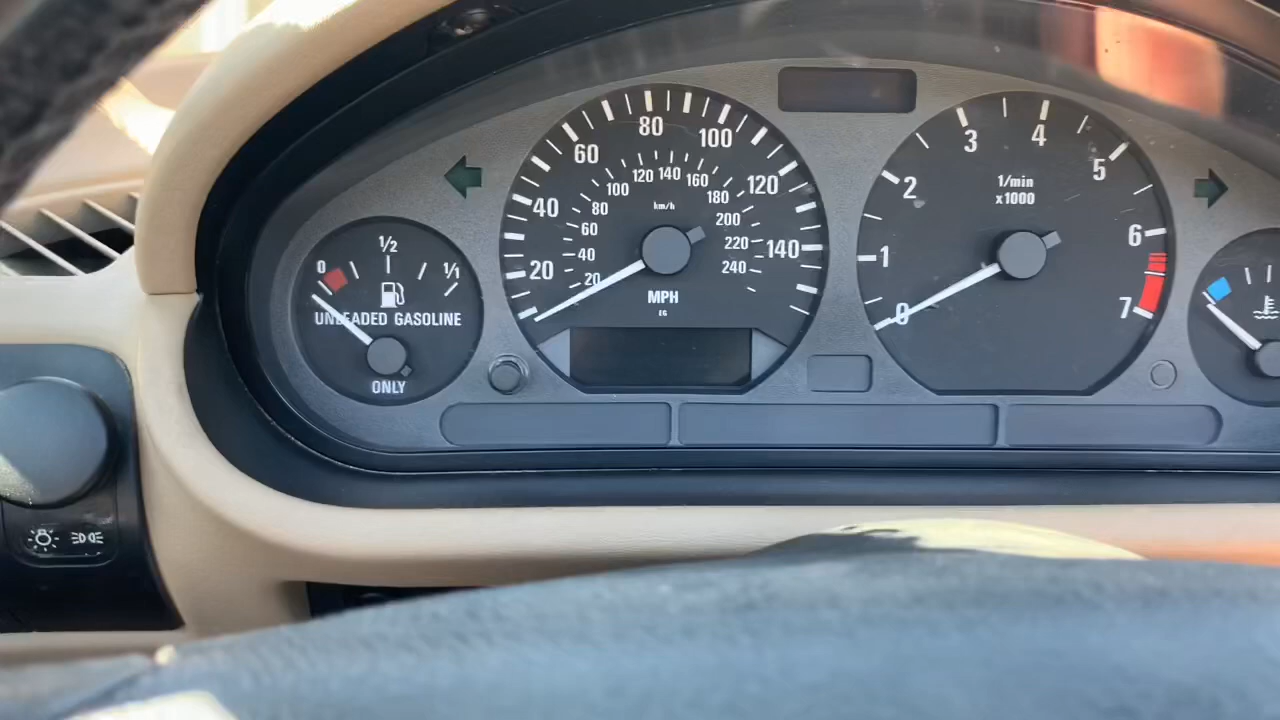 0 1/2 1/1
UNLEADED GASOLINE
ONLY
20 40 60 80 100 120 140
20 40 60 80 100 120 140 160 180 200 220 240
km/h
MPH
EG
0 1 2 3 4 5 6 7
1/min
x1000